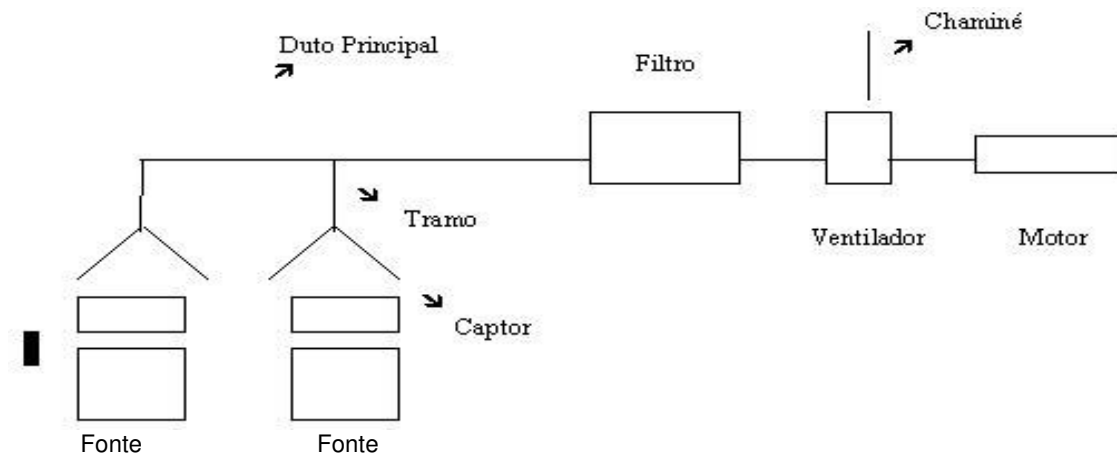 Chaminé
Duto Principal
Filtro
Tramo
Ventilador
Motor
Captor
Fonte
Fonte